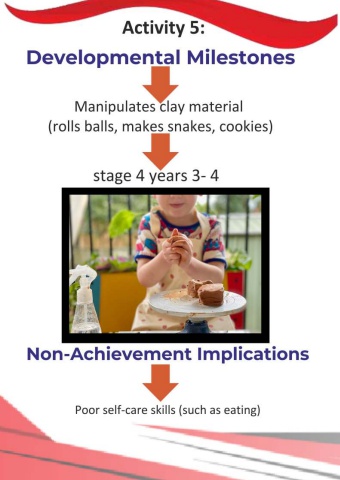 Activity 5:
Developmental Milestones
Manipulates clay material
(rolls balls, makes snakes, cookies)
stage 4 years 3- 4
Non-Achievement Implications
Poor self-care skills (such as eating)